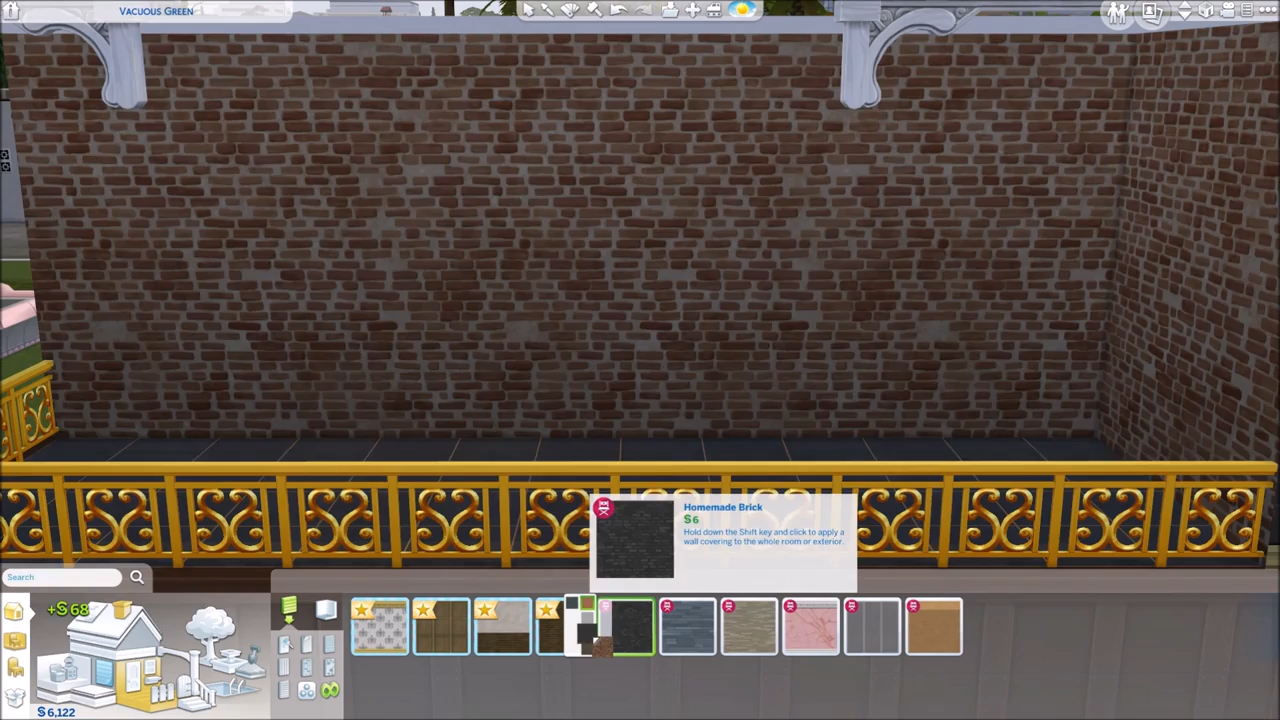 Vacuous Green
Homemade Brick
§6
Hold down the Shift key and click to apply a
wall covering to the whole room or exterior.
Search
+§68
§6,122